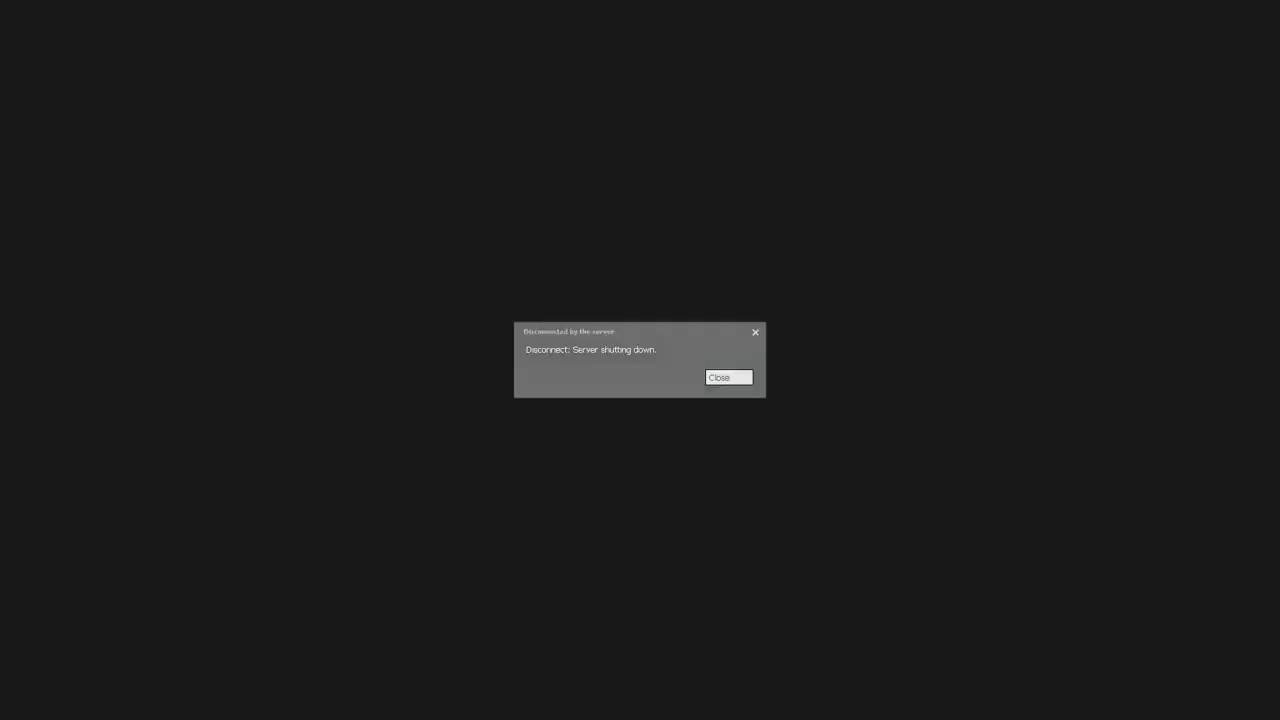 Disconnected by the server
Disconnect: Server shutting down.
Close